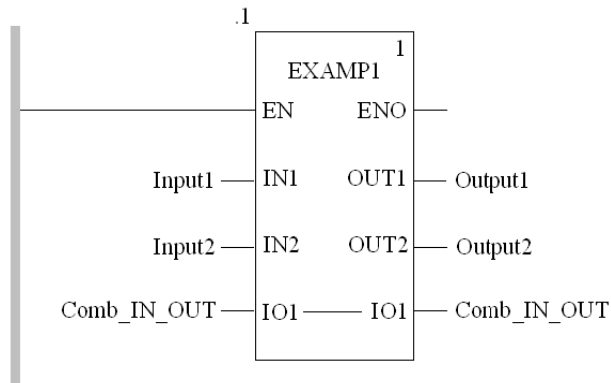 .1
1
EXAMP1
EN ENO
Input1 IN1 OUT1 Output1
Input2 IN2 OUT2 Output2
Comb_IN_OUT IO1 IO1 Comb_IN_OUT